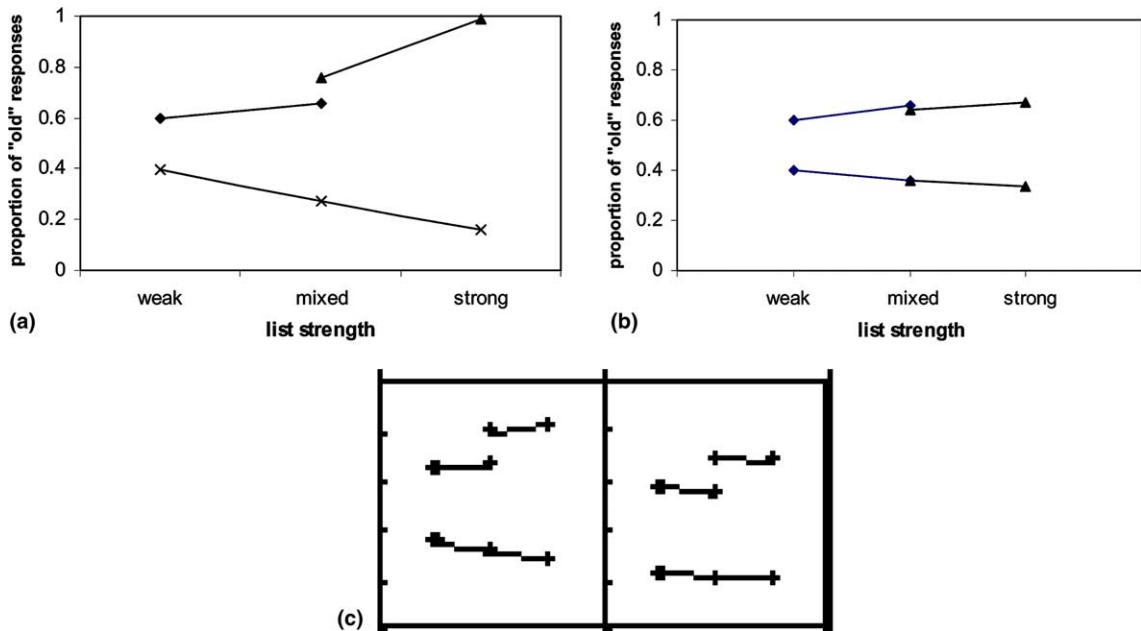 proportion of "old" responses
1
0.8
0.6
0.4
0.2
0
weak mixed strong
list strength
(a)
proportion of "old" responses
1
0.8
0.6
0.4
0.2
0
weak mixed strong
list strength
(b)
(c)